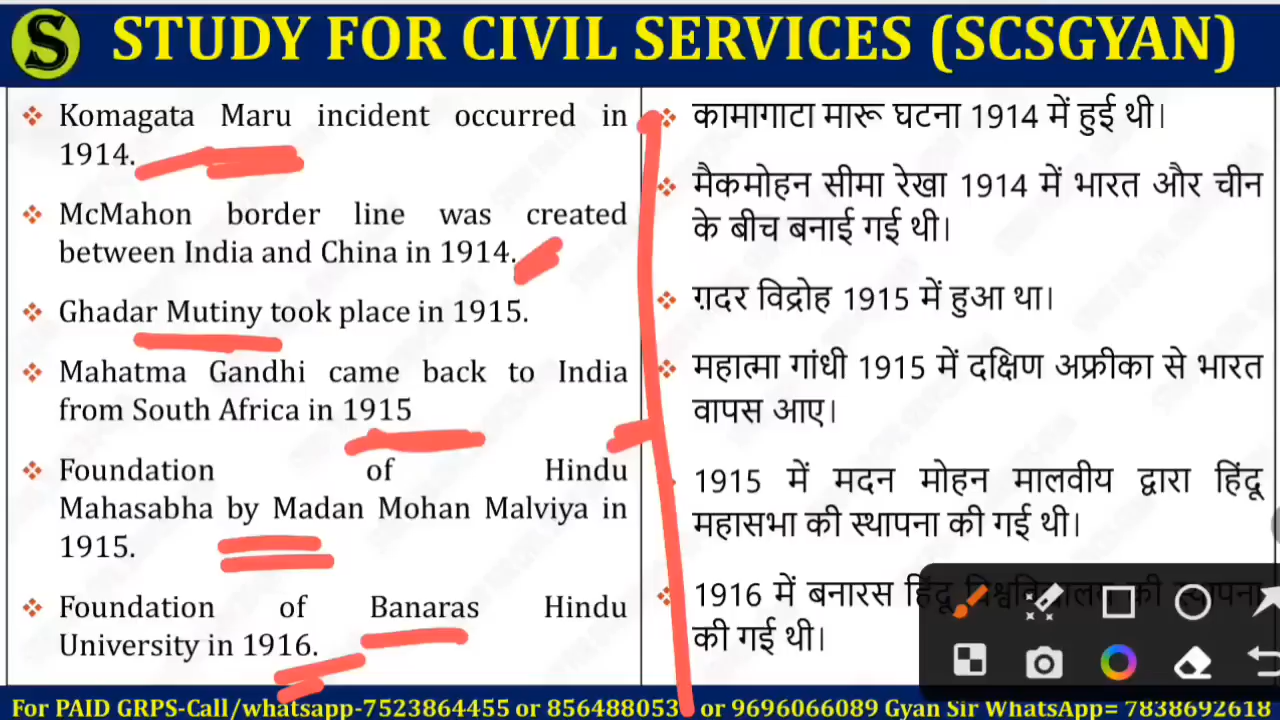 S STUDY FOR CIVIL SERVICES (SCSGYAN)
❖ Komagata Maru incident occurred in
1914.
❖ McMahon border line was created
between India and China in 1914.
❖ Ghadar Mutiny took place in 1915.
❖ Mahatma Gandhi came back to India
from South Africa in 1915
❖ Foundation of Hindu
Mahasabha by Madan Mohan Malviya in
1915.
❖ Foundation of Banaras Hindu
University in 1916.
❖ कामागाटा मारू घटना 1914 में हुई थी।
❖ मैकमोहन सीमा रेखा 1914 में भारत और चीन
के बीच बनाई गई थी।
❖ ग़दर विद्रोह 1915 में हुआ था।
❖ महात्मा गांधी 1915 में दक्षिण अफ्रीका से भारत
वापस आए।
1915 में मदन मोहन मालवीय द्वारा हिंदू
महासभा की स्थापना की गई थी।
❖ 1916 में बनारस हिंदू विश्वविद्यालय की स्थापना
की गई थी।
For PAID GRPS-Call/whatsapp-7523864455 or 856488053 or 9696066089 Gyan Sir WhatsApp= 7838692618